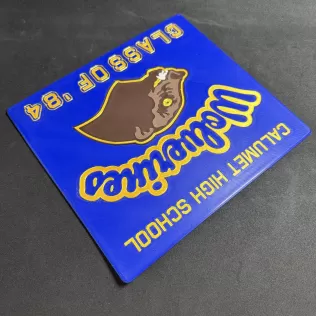 CALUMET HIGH SCHOOL
Wolverines
CLASS OF '84